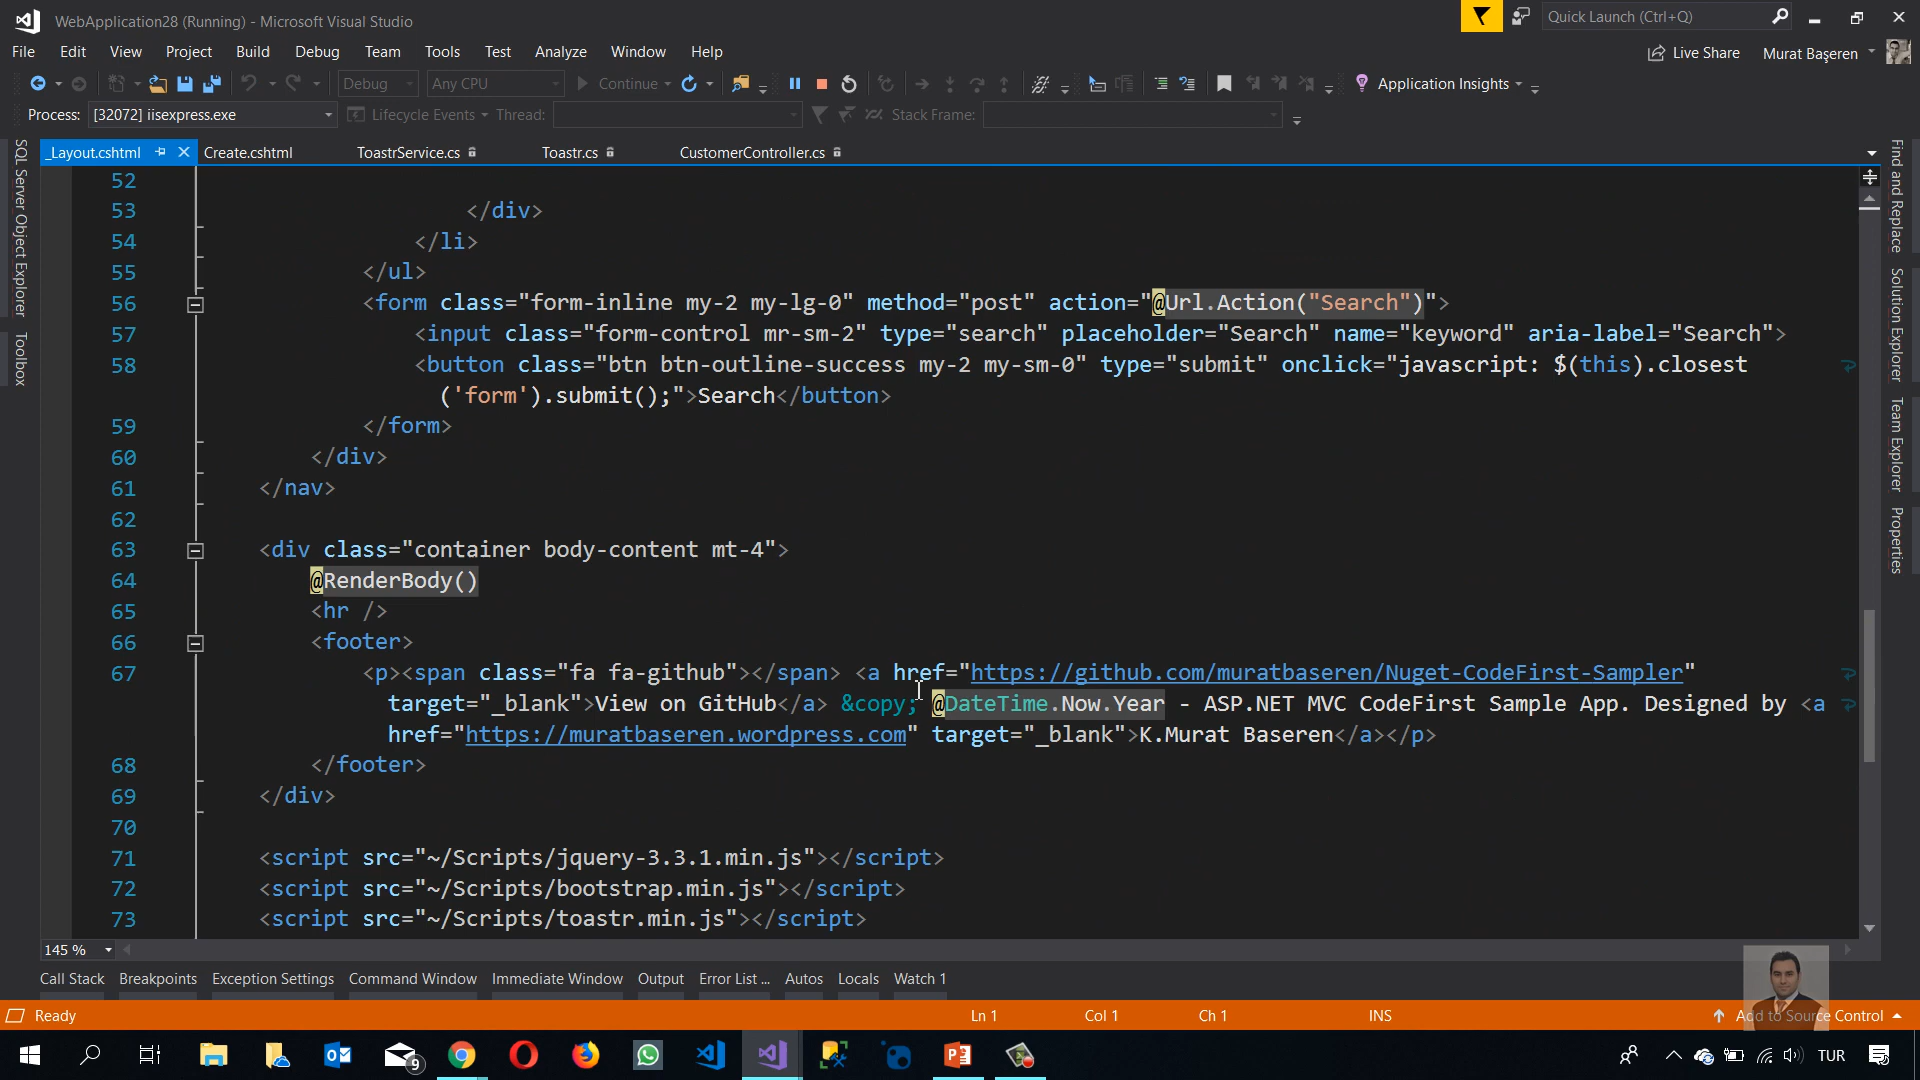 WebApplication28 (Running) - Microsoft Visual Studio
Quick Launch (Ctrl+Q)
File Edit View Project Build Debug Team Tools Test Analyze Window Help
Live Share
Murat Başeren
Debug Any CPU Continue Application Insights
Process: [32072] iisexpress.exe Lifecycle Events Thread: Stack Frame:
_Layout.cshtml Create.cshtml ToastrService.cs Toastr.cs CustomerController.cs
SQL Server Object Explorer
Toolbox
Find and Replace
Solution Explorer
Team Explorer
Properties
52
53 </div>
54 </li>
55 </ul>
56 <form class="form-inline my-2 my-lg-0" method="post" action="@Url.Action("Search")">
57 <input class="form-control mr-sm-2" type="search" placeholder="Search" name="keyword" aria-label="Search">
58 <button class="btn btn-outline-success my-2 my-sm-0" type="submit" onclick="javascript: $(this).closest
('form').submit();">Search</button>
59 </form>
60 </div>
61 </nav>
62
63 <div class="container body-content mt-4">
64 @RenderBody()
65 <hr />
66 <footer>
67 <p><span class="fa fa-github"></span> <a href="https://github.com/muratbaseren/Nuget-CodeFirst-Sampler"
target="_blank">View on GitHub</a> &copy; @DateTime.Now.Year - ASP.NET MVC CodeFirst Sample App. Designed by <a
href="https://muratbaseren.wordpress.com" target="_blank">K.Murat Baseren</a></p>
68 </footer>
69 </div>
70
71 <script src="~/Scripts/jquery-3.3.1.min.js"></script>
72 <script src="~/Scripts/bootstrap.min.js"></script>
73 <script src="~/Scripts/toastr.min.js"></script>
145 %
Call Stack Breakpoints Exception Settings Command Window Immediate Window Output Error List ... Autos Locals Watch 1
Ready Ln 1 Col 1 Ch 1 INS Add to Source Control
9
TUR